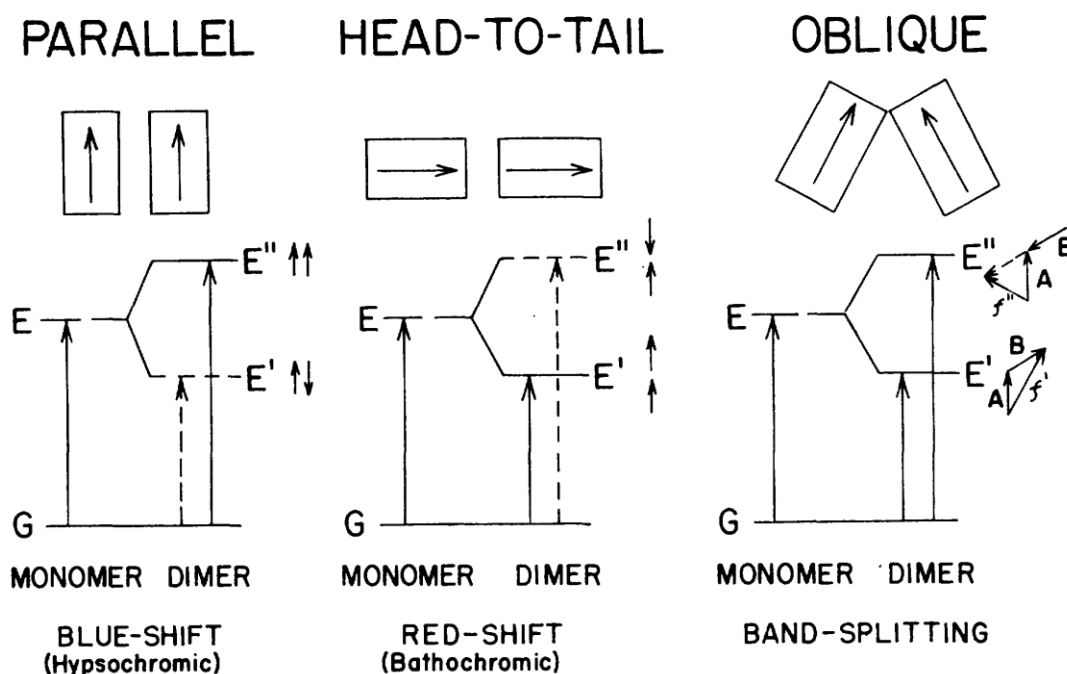 PARALLEL
HEAD-TO-TAIL
OBLIQUE
E"
E
E'
G
MONOMER DIMER
BLUE-SHIFT
(Hypsochromic)
E"
E
E'
G
MONOMER DIMER
RED-SHIFT
(Bathochromic)
E"
B
A
f"
E
E'
B
A
f'
G
MONOMER DIMER
BAND-SPLITTING